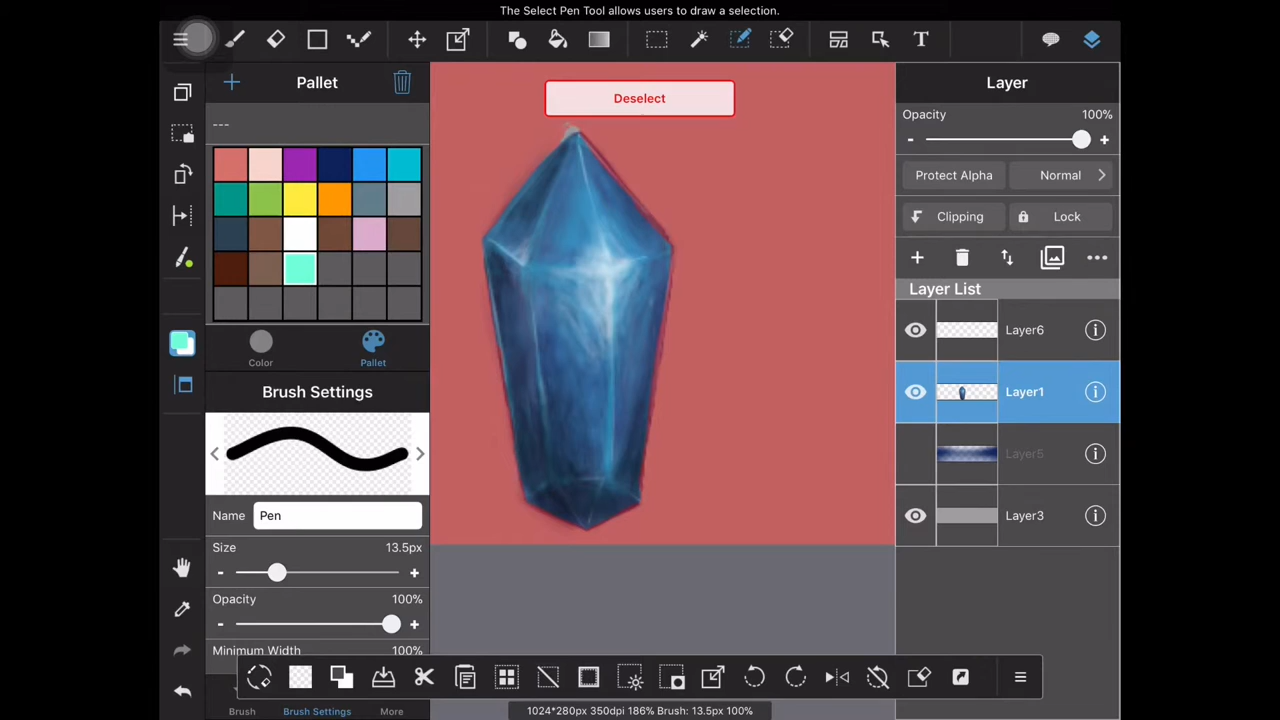 The Select Pen Tool allows users to draw a selection.
T
Pallet
---
Color
Pallet
Brush Settings
Name
Pen
Size
13.5px
-
+
Opacity
100%
-
+
Minimum Width
100%
Brush
Brush Settings
More
Deselect
Layer
Opacity
100%
-
+
Protect Alpha
Normal
Clipping
Lock
Layer List
Layer6
Layer1
Layer5
Layer3
1024*280px 350dpi 186% Brush: 13.5px 100%